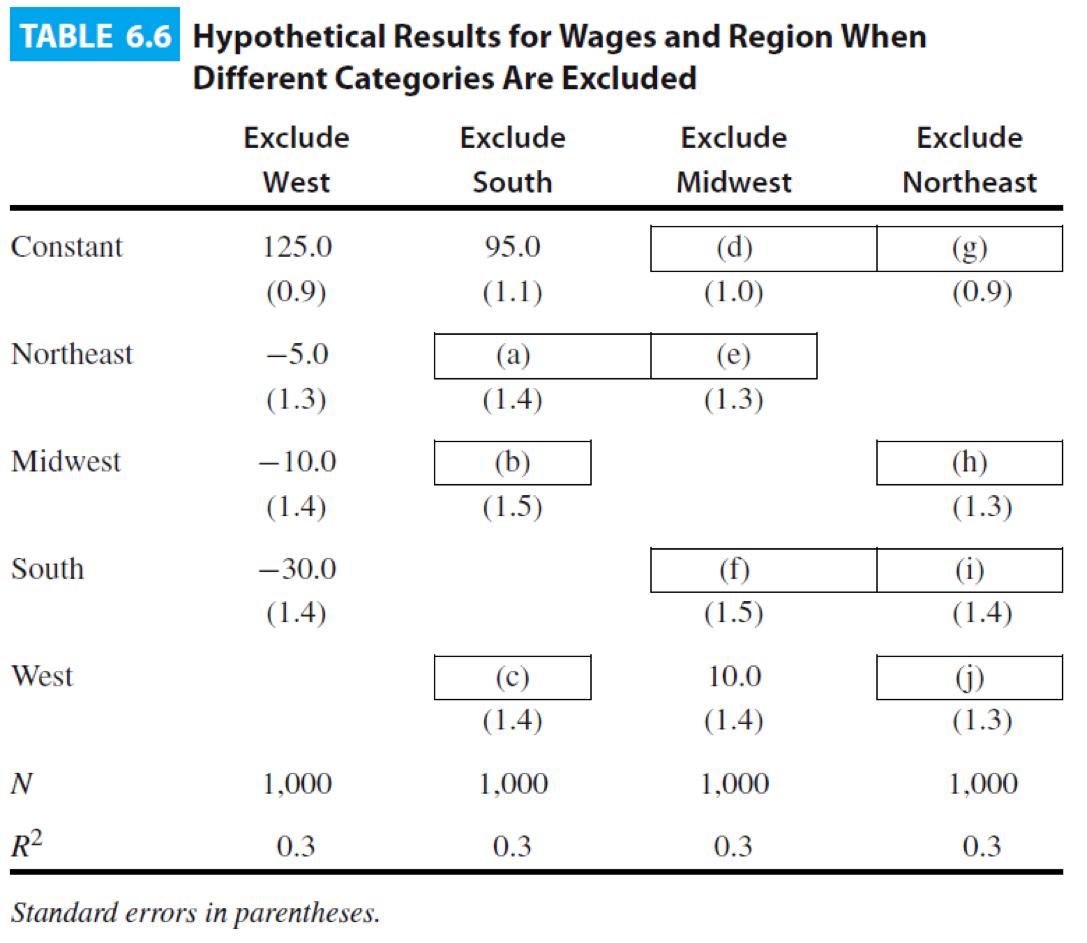 TABLE 6.6 Hypothetical Results for Wages and Region When
Different Categories Are Excluded
Exclude Exclude Exclude Exclude
West South Midwest Northeast
Constant 125.0 95.0 (d) (g)
(0.9) (1.1) (1.0) (0.9)
Northeast −5.0 (a) (e)
(1.3) (1.4) (1.3)
Midwest −10.0 (b) (h)
(1.4) (1.5) (1.3)
South −30.0 (f) (i)
(1.4) (1.5) (1.4)
West (c) 10.0 (j)
(1.4) (1.4) (1.3)
N 1,000 1,000 1,000 1,000
R² 0.3 0.3 0.3 0.3
Standard errors in parentheses.